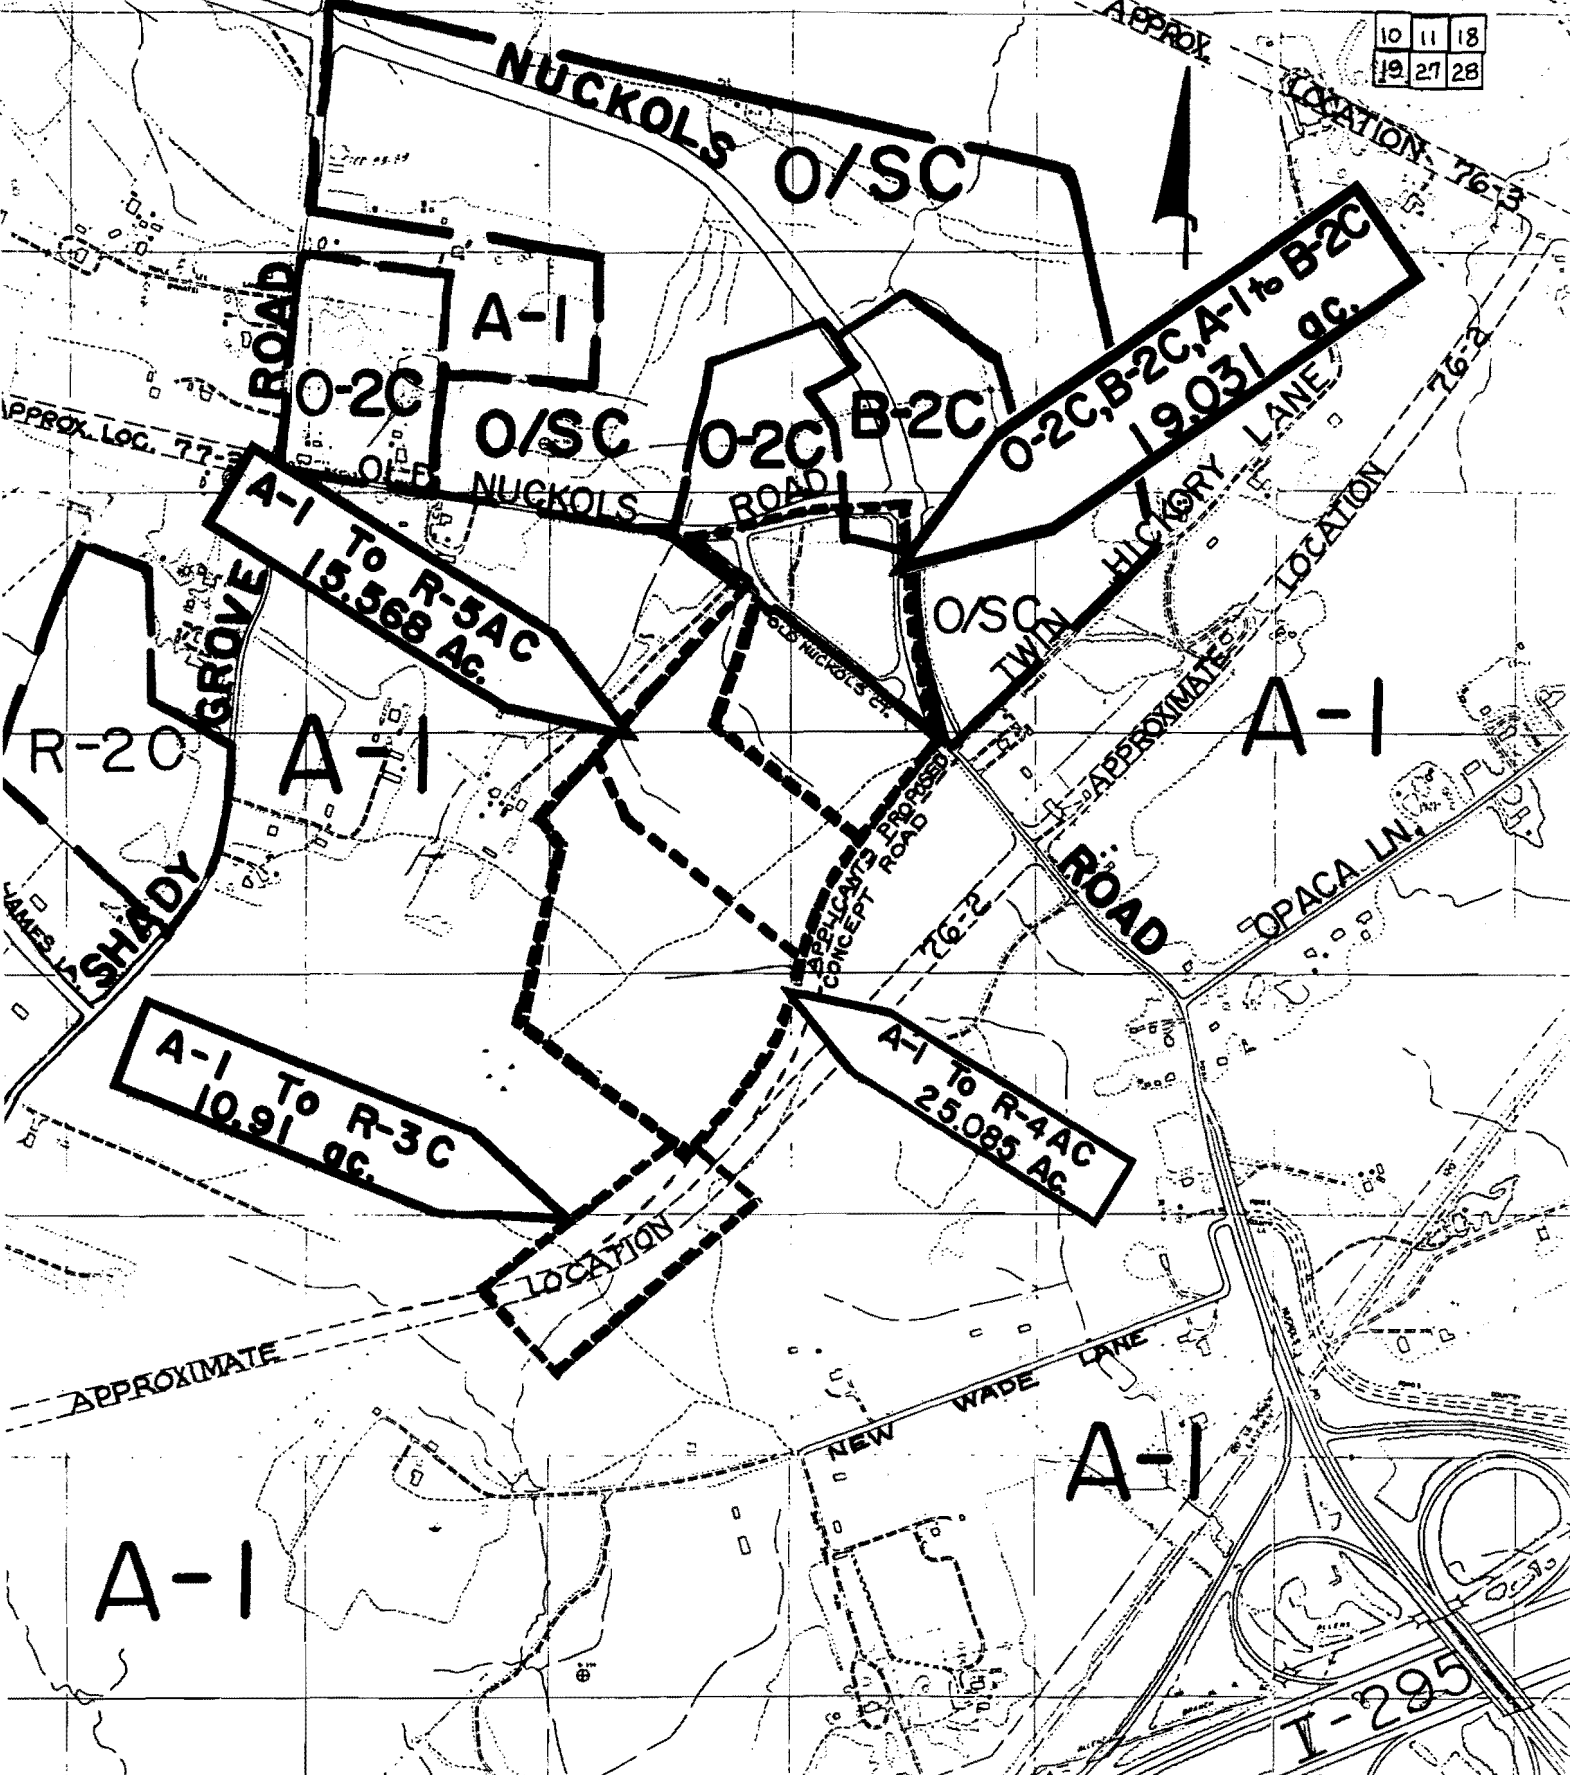 APPROX.
10 11 18
19 27 28
NUCKOLS
LOCATION 76-3
O/SC
O-2C, B-2C, A-1 to B-2C
19.031 ac.
ROAD
A-1
O-2C
O/SC
B-2C
O-2C
76-2
LANE
HICKORY
TWIN
APPROX. LOC.
NUCKOLS
ROAD
A-1 To R-5AC
15.568 Ac.
LOCATION
APPROXIMATE
O/SC
OLD NUCKOLS CT.
GROVE
R-2C
A-1
A-1
PROPOSED
ROAD
APPLICANTS
CONCEPT
ROAD
OPACA LN.
76-2
JAMES
SHADY
A-1 To R-3C
10.91 ac.
A-1 To R-4AC
25.085 Ac.
LOCATION
APPROXIMATE
NEW WADE LANE
A-1
A-1
I-295